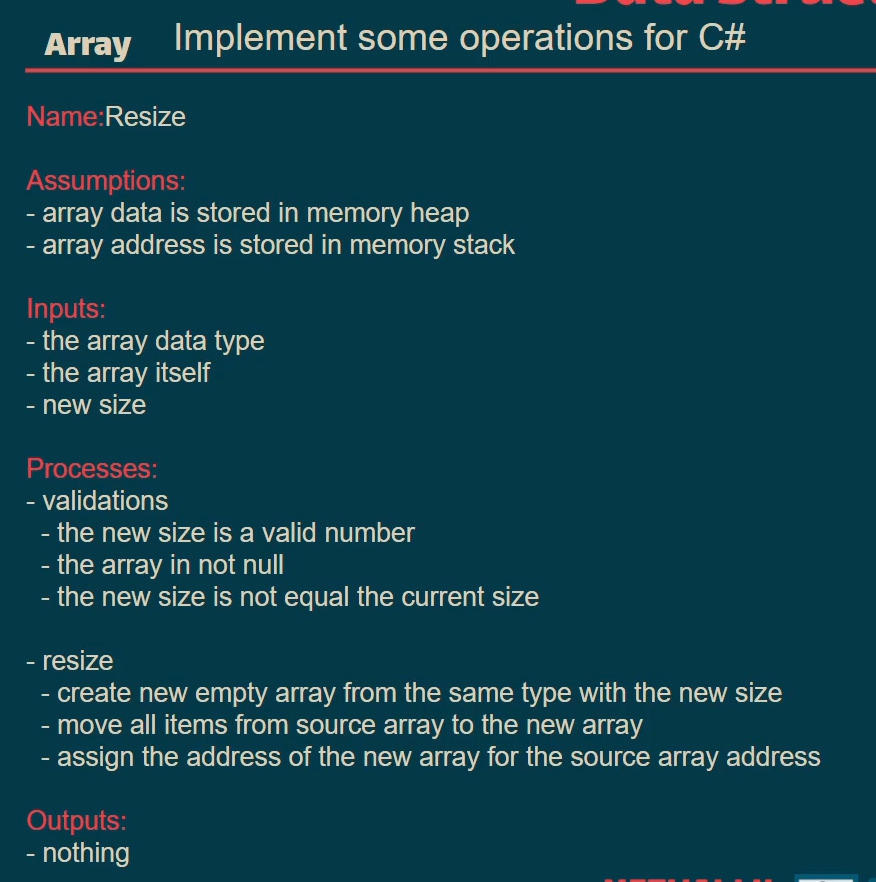 Array Implement some operations for C#
Name:Resize
Assumptions:
- array data is stored in memory heap
- array address is stored in memory stack
Inputs:
- the array data type
- the array itself
- new size
Processes:
- validations
- the new size is a valid number
- the array in not null
- the new size is not equal the current size
- resize
- create new empty array from the same type with the new size
- move all items from source array to the new array
- assign the address of the new array for the source array address
Outputs:
- nothing